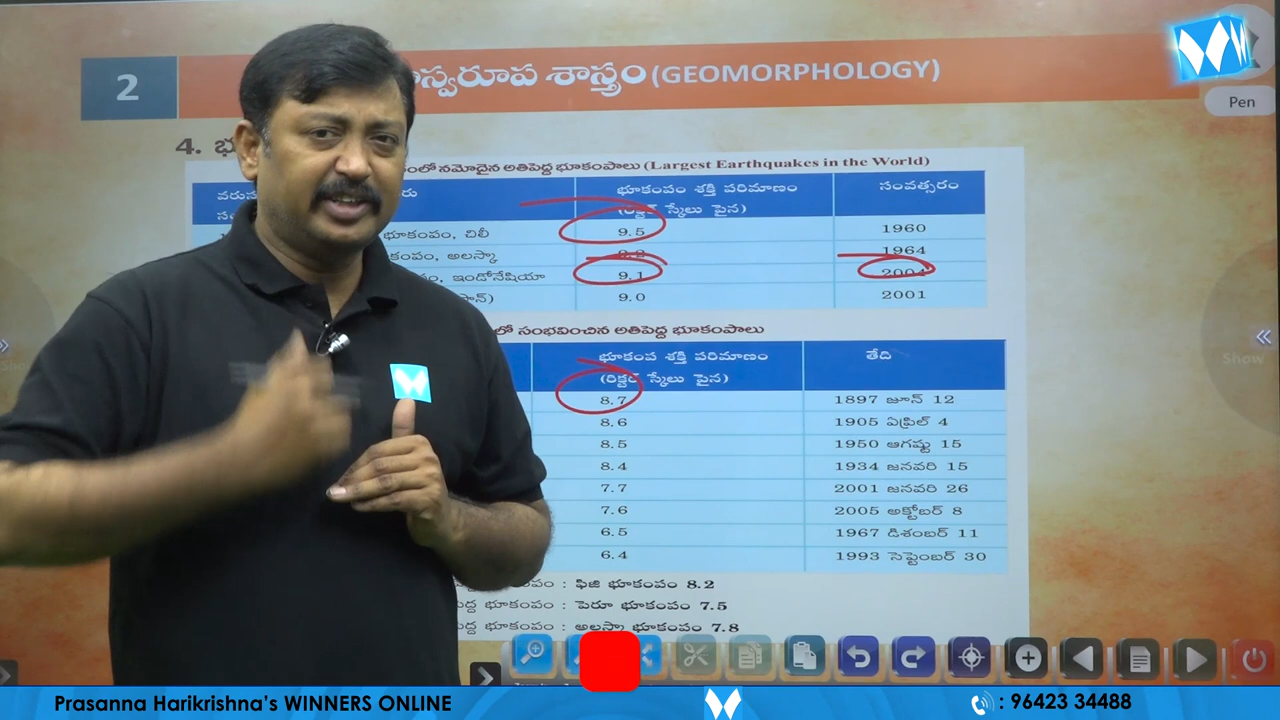 2
స్వరూప శాస్త్రం (GEOMORPHOLOGY)
Pen
4. భూ
లో నమోదైన అతిపెద్ద భూకంపాలు (Largest Earthquakes in the World)
భూకంపం శక్తి పరిమాణం సంవత్సరం
(రిక్టర్ స్కేలు పైన)
భూకంపం, చిలీ 9.5 1960
అలస్కా 9.2 1964
ఇండోనేషియా 9.1 2004
9.0 2001
లో సంభవించిన అతిపెద్ద భూకంపాలు
భూకంప శక్తి పరిమాణం తేది
(రిక్టర్ స్కేలు పైన)
8.7 1897 జూన్ 12
8.6 1905 ఏప్రిల్ 4
8.5 1950 ఆగష్టు 15
8.4 1934 జనవరి 15
7.7 2001 జనవరి 26
7.6 2005 అక్టోబర్ 8
6.5 1967 డిశంబర్ 11
6.4 1993 సెప్టెంబర్ 30
: ఫిజి భూకంపం 8.2
భూకంపం : పెరూ భూకంపం 7.5
భూకంపం : అలస్కా భూకంపం 7.8
Show
Prasanna Harikrishna's WINNERS ONLINE : 96423 34488